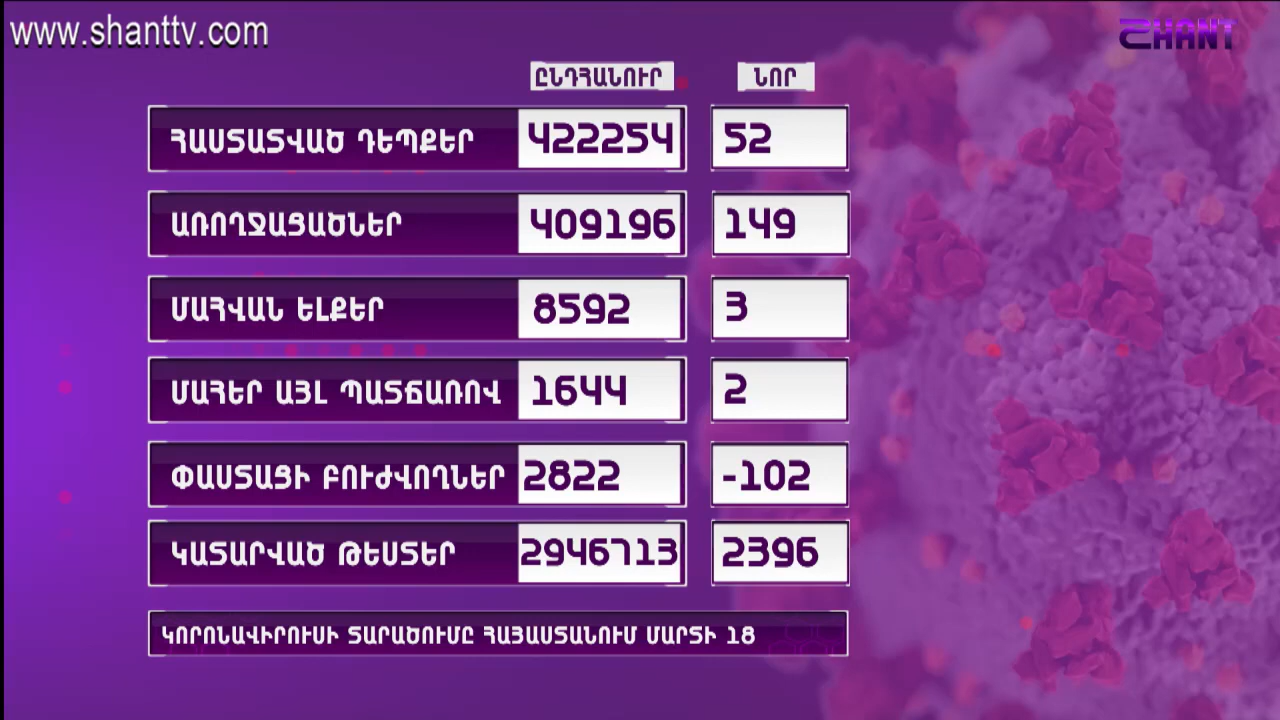 www.shanttv.com
SHANT
ԸՆԴՀԱՆՈՒՐ ՆՈՐ
ՀԱՍՏԱՏՎԱԾ ԴԵՊՔԵՐ 422254 52
ԱՌՈՂՋԱՑԱԾՆԵՐ 409196 149
ՄԱՀՎԱՆ ԵԼՔԵՐ 8592 3
ՄԱՀԵՐ ԱՅԼ ՊԱՏՃԱՌՈՎ 1644 2
ՓԱՍՏԱՑԻ ԲՈՒԺՎՈՂՆԵՐ 2822 -102
ԿԱՏԱՐՎԱԾ ԹԵՍՏԵՐ 2946713 2396
ԿՈՐՈՆԱՎԻՐՈՒՍԻ ՏԱՐԱԾՈՒՄԸ ՀԱՅԱՍՏԱՆՈՒՄ ՄԱՐՏԻ 18